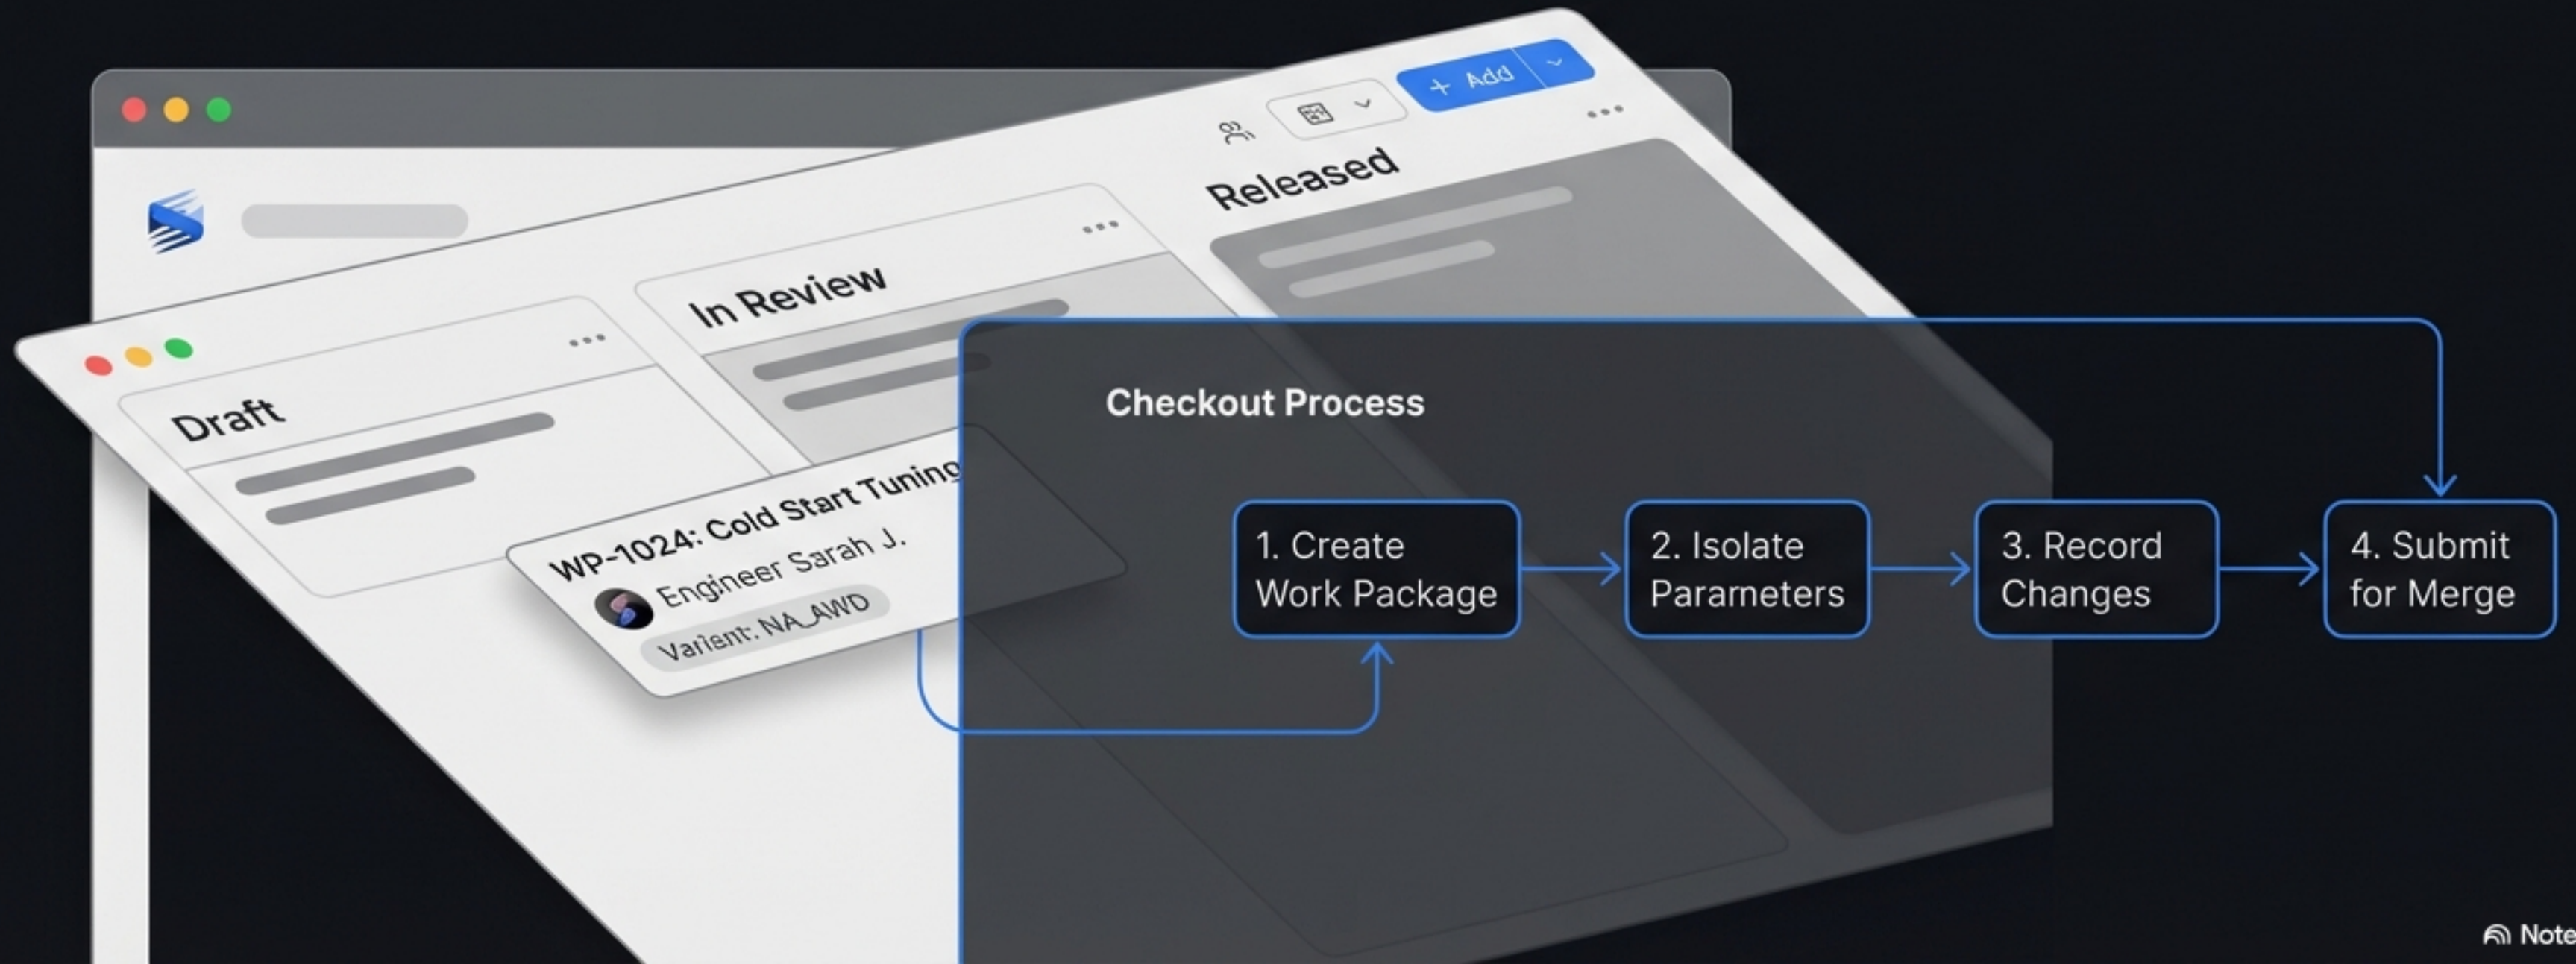 + Add
Released
In Review
Draft
Checkout Process
WP-1024: Cold Start Tuning
Engineer Sarah J.
Varient: NA_AWD
1. Create
Work Package
2. Isolate
Parameters
3. Record
Changes
4. Submit
for Merge
Note